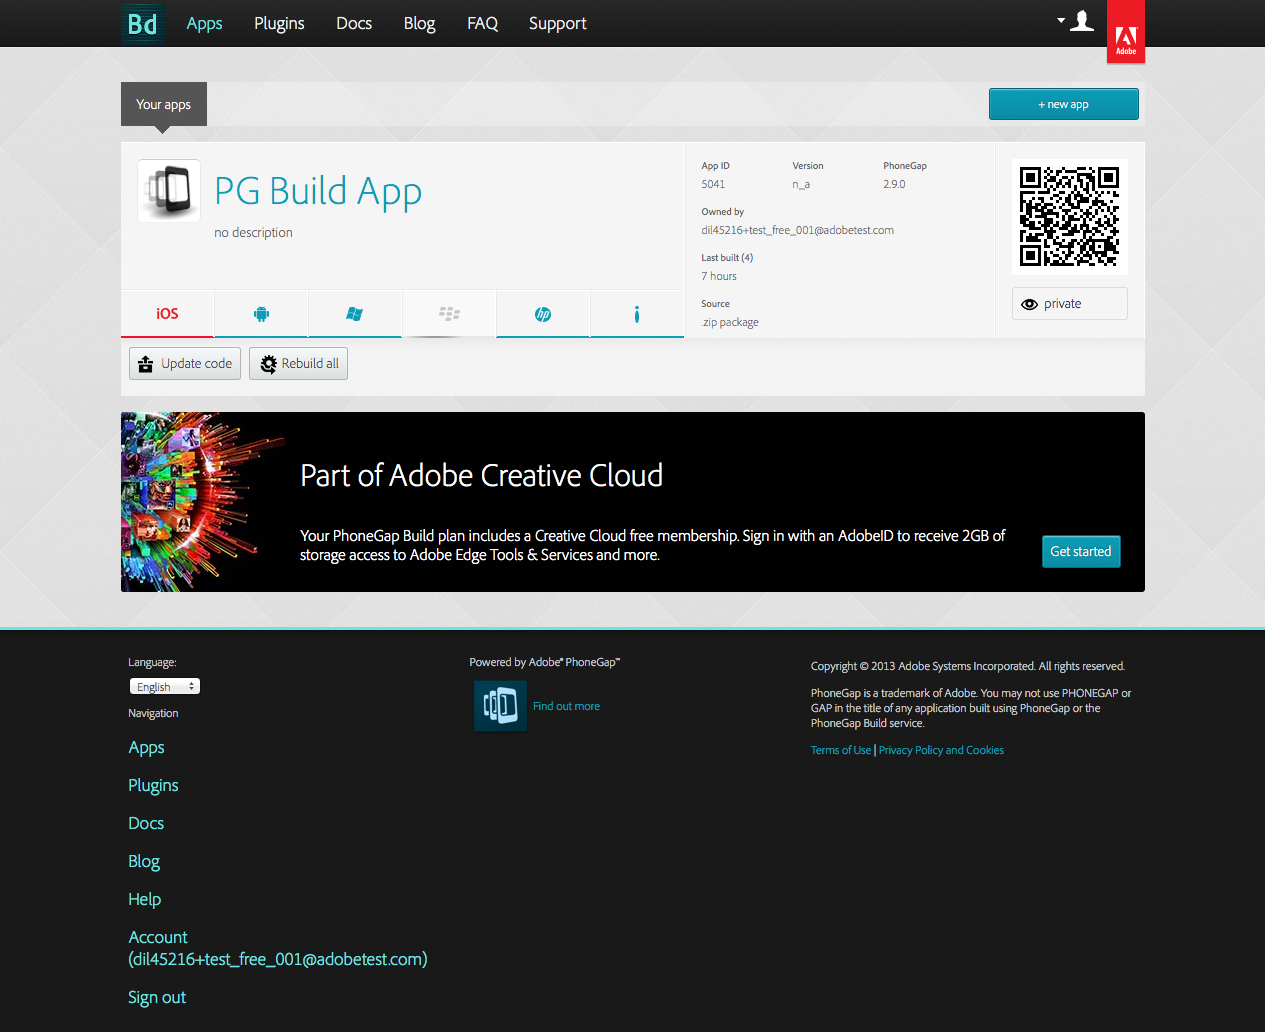 Bd Apps Plugins Docs Blog FAQ Support
Adobe
Your apps
+ new app
PG Build App
no description
App ID Version PhoneGap
5041 n_a 2.9.0
Owned by
dil45216+test_free_001@adobetest.com
Last built (4)
7 hours
Source
.zip package
private
iOS
hp
Update code Rebuild all
Part of Adobe Creative Cloud
Your PhoneGap Build plan includes a Creative Cloud free membership. Sign in with an AdobeID to receive 2GB of
storage access to Adobe Edge Tools & Services and more.
Get started
Language:
English
Navigation
Apps
Plugins
Docs
Blog
Help
Account
(dil45216+test_free_001@adobetest.com)
Sign out
Powered by Adobe® PhoneGap™
Find out more
Copyright © 2013 Adobe Systems Incorporated. All rights reserved.
PhoneGap is a trademark of Adobe. You may not use PHONEGAP or
GAP in the title of any application built using PhoneGap or the
PhoneGap Build service.
Terms of Use | Privacy Policy and Cookies